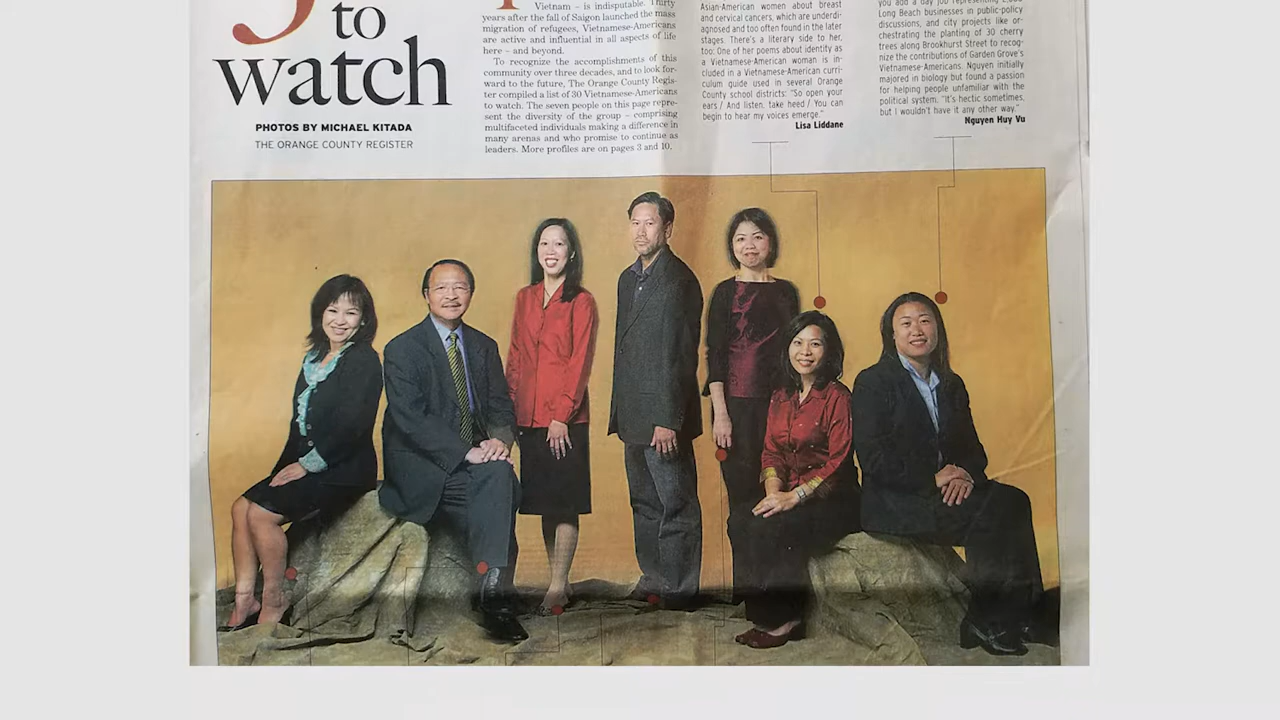 to
watch
PHOTOS BY MICHAEL KITADA
THE ORANGE COUNTY REGISTER
Vietnam – is indisputable. Thirty
years after the fall of Saigon launched the mass
migration of refugees, Vietnamese-Americans
are active and influential in all aspects of life
here – and beyond.
To recognize the accomplishments of this
community over three decades, and to look for-
ward to the future, The Orange County Regis-
ter compiled a list of 30 Vietnamese-Americans
to watch. The seven people on this page repre-
sent the diversity of the group – comprising
multifaceted individuals making a difference in
many arenas and who promise to continue as
leaders. More profiles are on pages 3 and 10.
Asian-American women about breast
and cervical cancers, which are underdi-
agnosed and too often found in the later
stages. There's a literary side to her,
too: One of her poems about identity as
a Vietnamese-American woman is in-
cluded in a Vietnamese-American curri-
culum guide used in several Orange
County school districts: "So open your
ears / And listen, take heed / You can
begin to hear my voices emerge."
Lisa Liddane
you add a day job representing
Long Beach businesses in public-policy
discussions, and city projects like or-
chestrating the planting of 30 cherry
trees along Brookhurst Street to recog-
nize the contributions of Garden Grove's
Vietnamese-Americans. Nguyen initially
majored in biology but found a passion
for helping people unfamiliar with the
political system. "It's hectic sometimes,
but I wouldn't have it any other way."
Nguyen Huy Vu